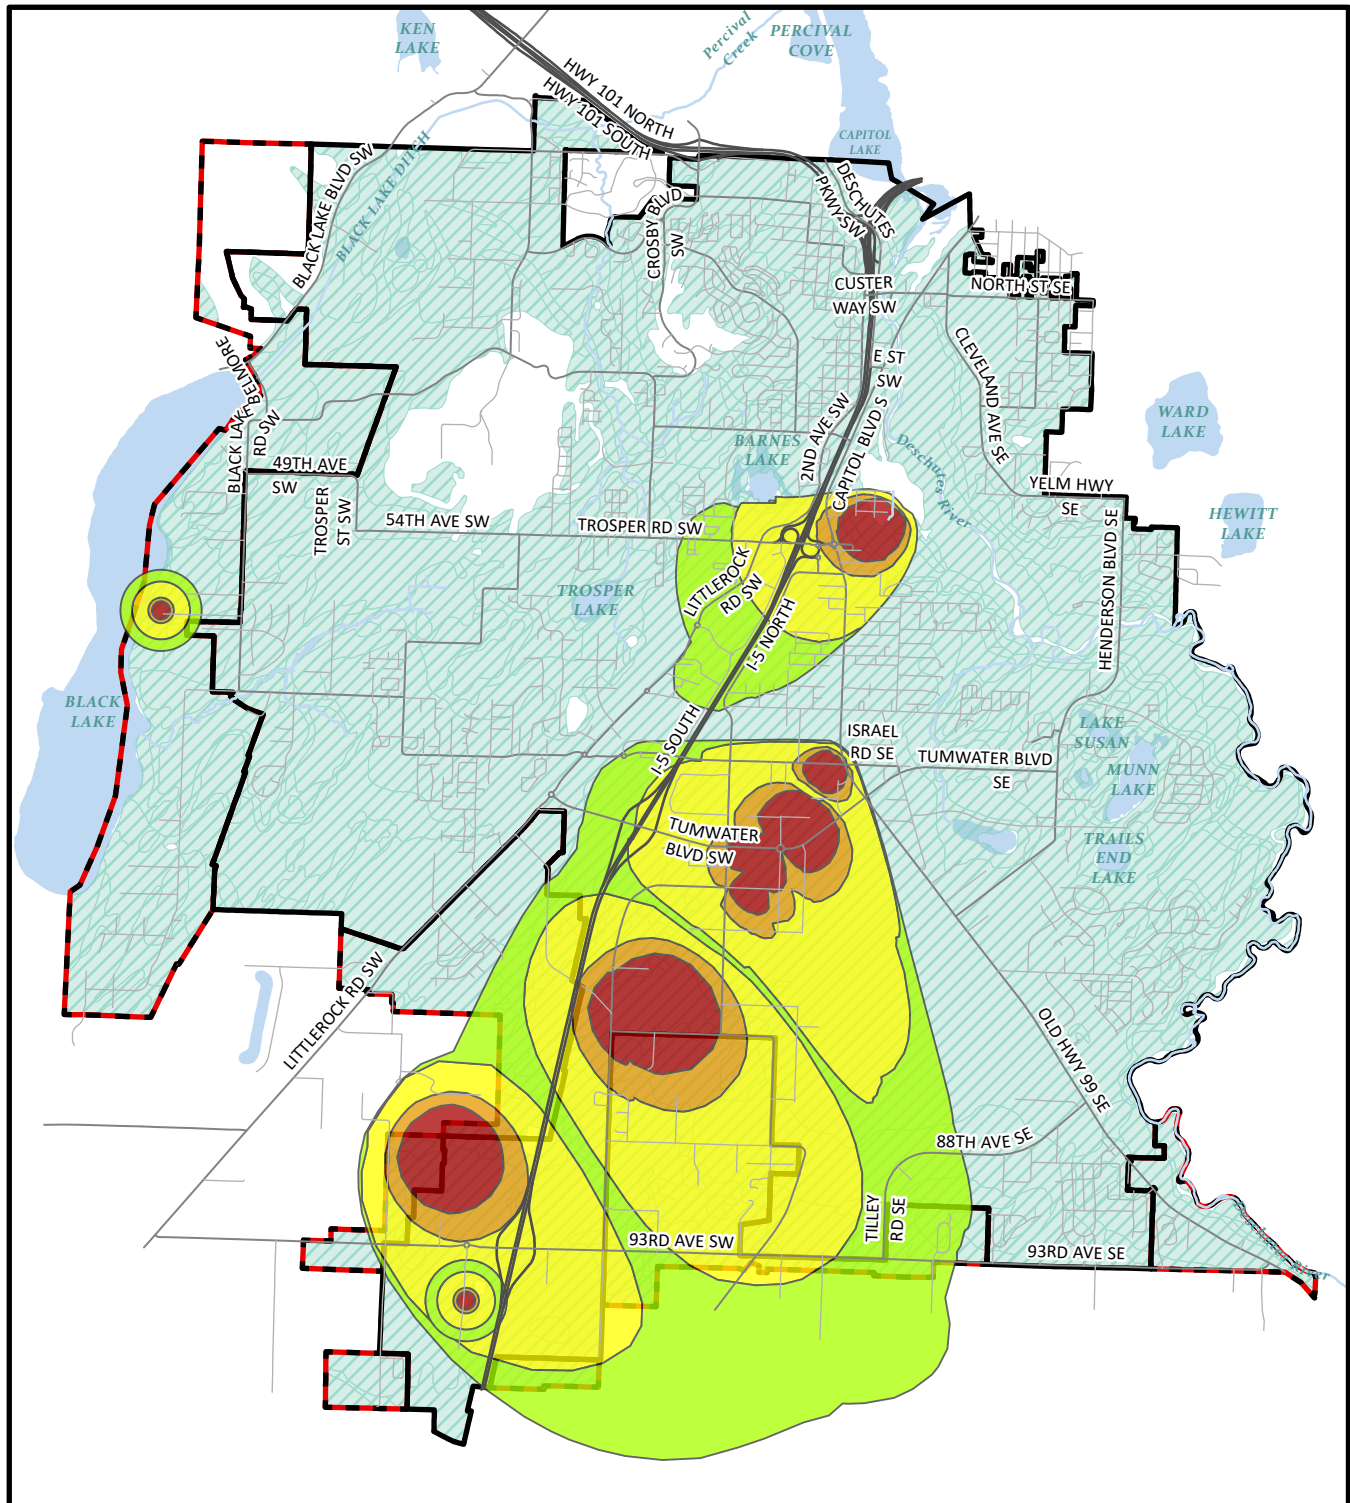 KEN
LAKE
Percival
Creek
PERCIVAL
COVE
HWY 101 NORTH
HWY 101 SOUTH
CAPITOL
LAKE
BLACK LAKE BLVD SW
BLACK LAKE DITCH
DESCHUTES
PKWY SW
CROSBY BLVD
SW
CUSTER
WAY SW
NORTH ST SE
E ST
SW
CLEVELAND AVE SE
BLACK LAKE BELMORE
RD SW
2ND AVE SW
CAPITOL BLVD S
BARNES
LAKE
WARD
LAKE
49TH AVE
SW
TROSPER
ST SW
54TH AVE SW
TROSPER RD SW
Deschutes River
YELM HWY
SE
HEWITT
LAKE
HENDERSON BLVD SE
LITTLEROCK
RD SW
TROSPER
LAKE
I-5 NORTH
BLACK
LAKE
I-5 SOUTH
ISRAEL
RD SE
TUMWATER BLVD
SE
LAKE
SUSAN
MUNN
LAKE
TUMWATER
BLVD SW
TRAILS
END
LAKE
LITTLEROCK RD SW
OLD HWY 99 SE
88TH AVE SE
TILLEY
RD SE
93RD AVE SW
93RD AVE SE
River